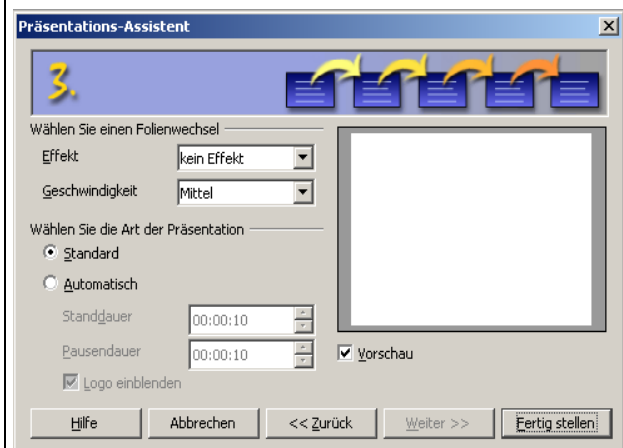 Präsentations-Assistent
3.
Wählen Sie einen Folienwechsel
Effekt kein Effekt
Geschwindigkeit Mittel
Wählen Sie die Art der Präsentation
Standard
Automatisch
Standdauer 00:00:10
Pausendauer 00:00:10
Logo einblenden
Vorschau
Hilfe Abbrechen << Zurück Weiter >> Fertig stellen